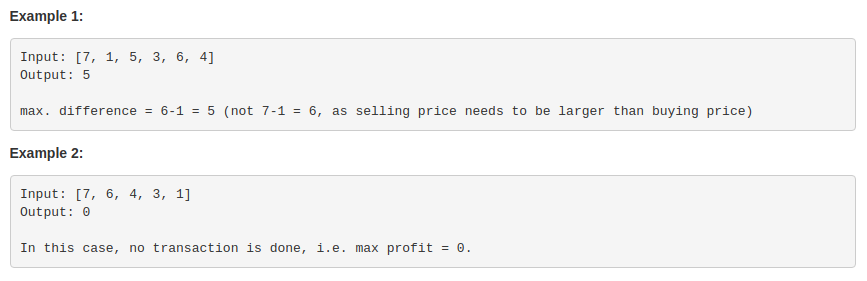 Example 1:
Input: [7, 1, 5, 3, 6, 4]
Output: 5
max. difference = 6-1 = 5 (not 7-1 = 6, as selling price needs to be larger than buying price)
Example 2:
Input: [7, 6, 4, 3, 1]
Output: 0
In this case, no transaction is done, i.e. max profit = 0.